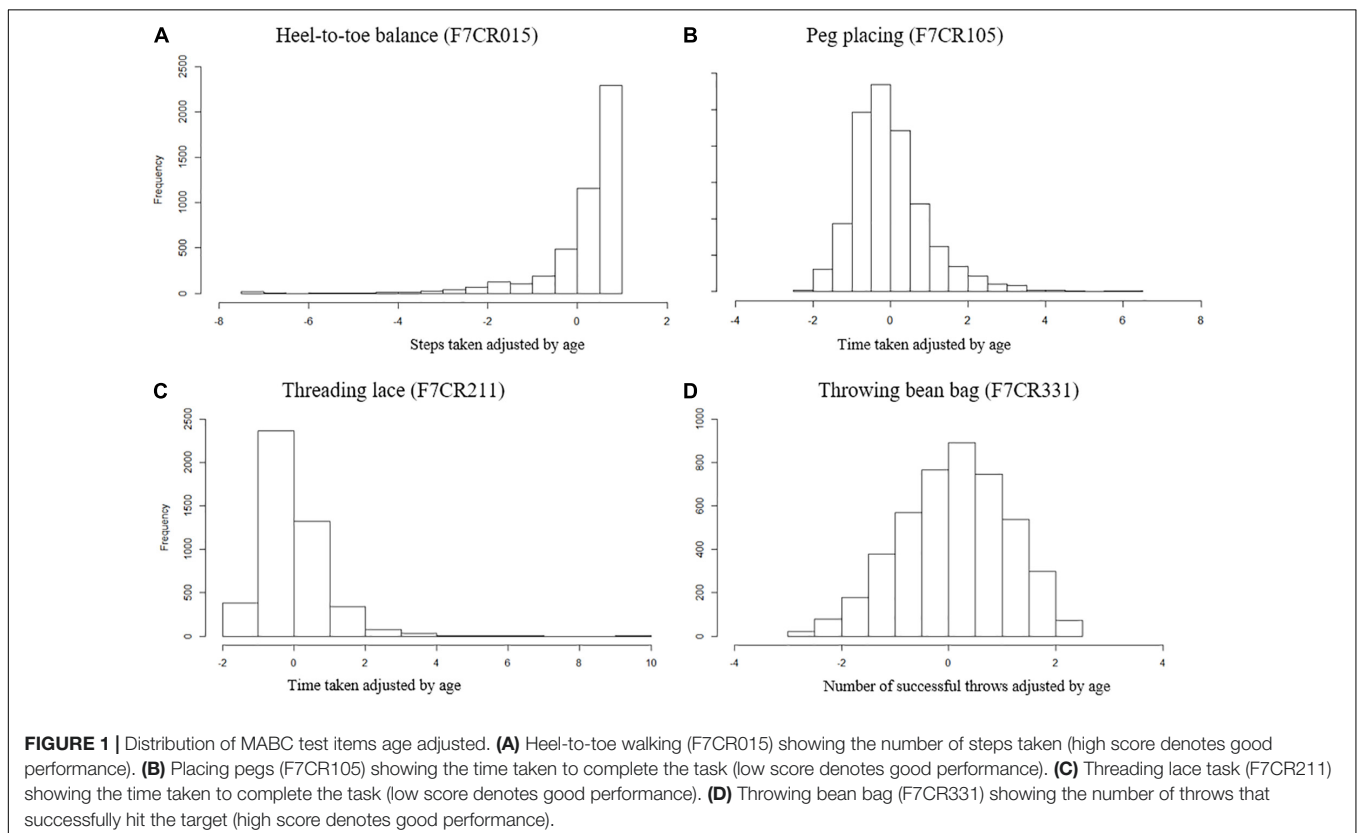 A Heel-to-toe balance (F7CR015)
Frequency
2500
2000
1500
1000
500
0
-8 -6 -4 -2 0 2
Steps taken adjusted by age
B Peg placing (F7CR105)
-4 -2 0 2 4 6 8
Time taken adjusted by age
C Threading lace (F7CR211)
Frequency
2500
2000
1500
1000
500
0
-2 0 2 4 6 8 10
Time taken adjusted by age
D Throwing bean bag (F7CR331)
1000
800
600
400
200
0
-4 -2 0 2 4
Number of successful throws adjusted by age
FIGURE 1 | Distribution of MABC test items age adjusted. (A) Heel-to-toe walking (F7CR015) showing the number of steps taken (high score denotes good
performance). (B) Placing pegs (F7CR105) showing the time taken to complete the task (low score denotes good performance). (C) Threading lace task (F7CR211)
showing the time taken to complete the task (low score denotes good performance). (D) Throwing bean bag (F7CR331) showing the number of throws that
successfully hit the target (high score denotes good performance).